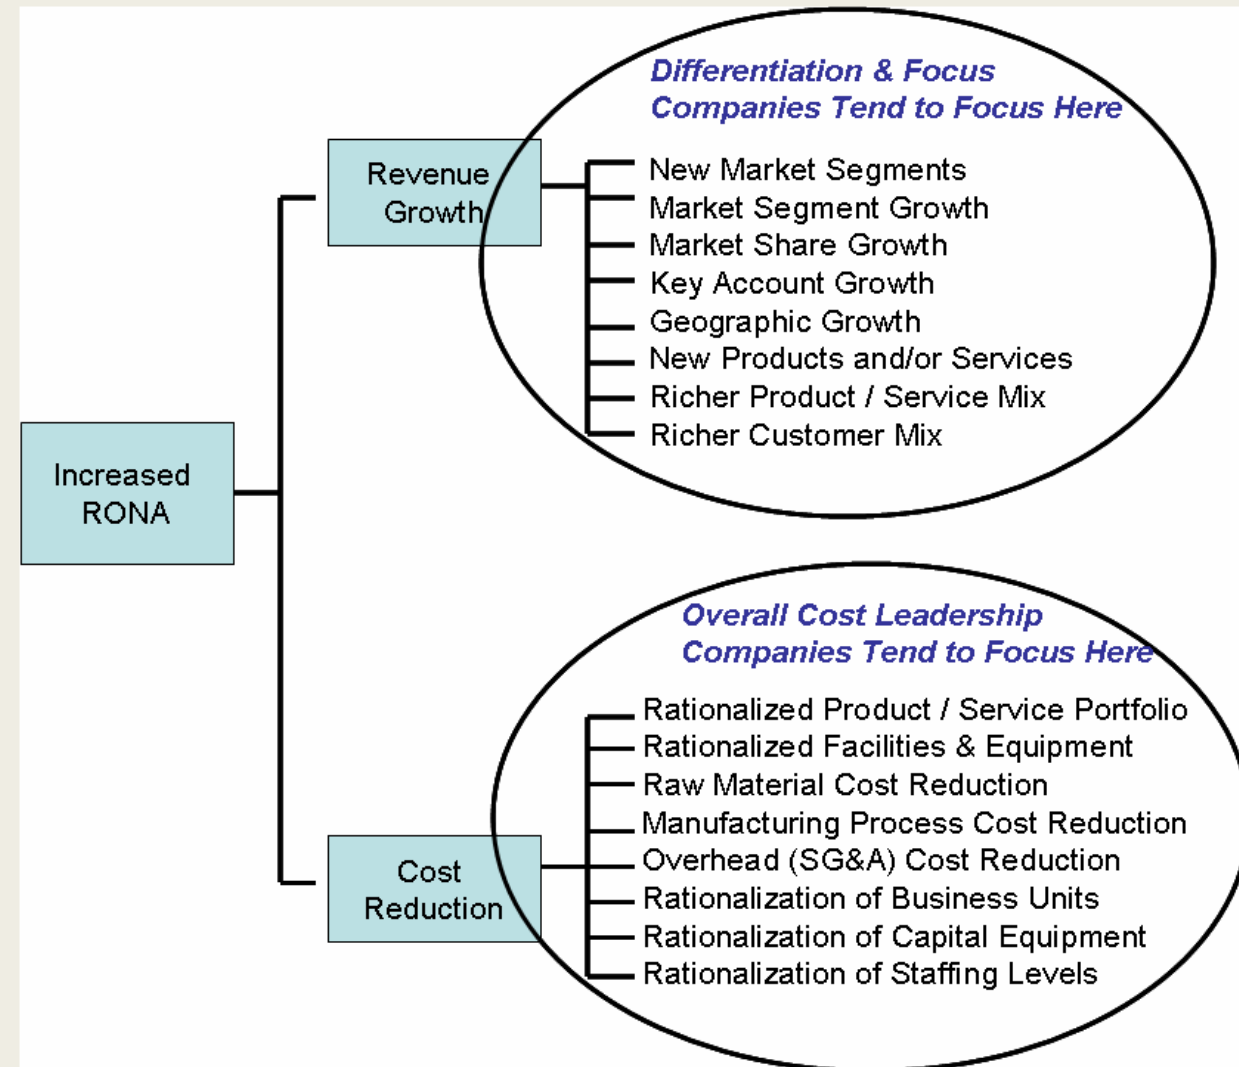 Differentiation & Focus
Companies Tend to Focus Here
Revenue
Growth
New Market Segments
Market Segment Growth
Market Share Growth
Key Account Growth
Geographic Growth
New Products and/or Services
Richer Product / Service Mix
Richer Customer Mix
Increased
RONA
Overall Cost Leadership
Companies Tend to Focus Here
Rationalized Product / Service Portfolio
Rationalized Facilities & Equipment
Raw Material Cost Reduction
Manufacturing Process Cost Reduction
Overhead (SG&A) Cost Reduction
Rationalization of Business Units
Rationalization of Capital Equipment
Rationalization of Staffing Levels
Cost
Reduction